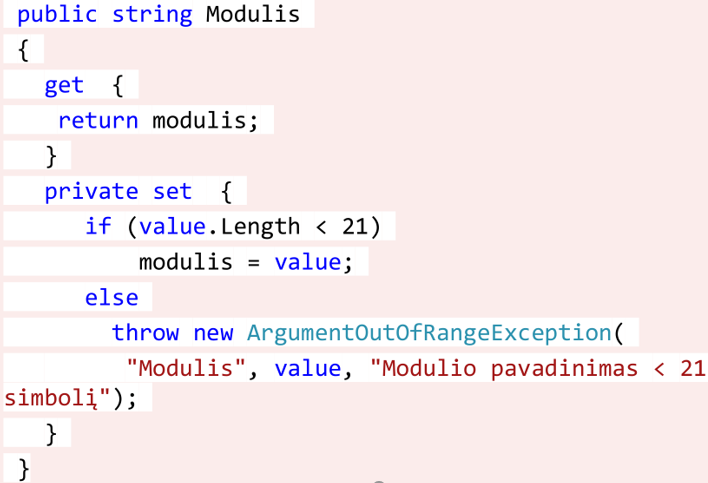 public string Modulis
{
get {
return modulis;
}
private set {
if (value.Length < 21)
modulis = value;
else
throw new ArgumentOutOfRangeException(
"Modulis", value, "Modulio pavadinimas < 21
simbolį");
}
}